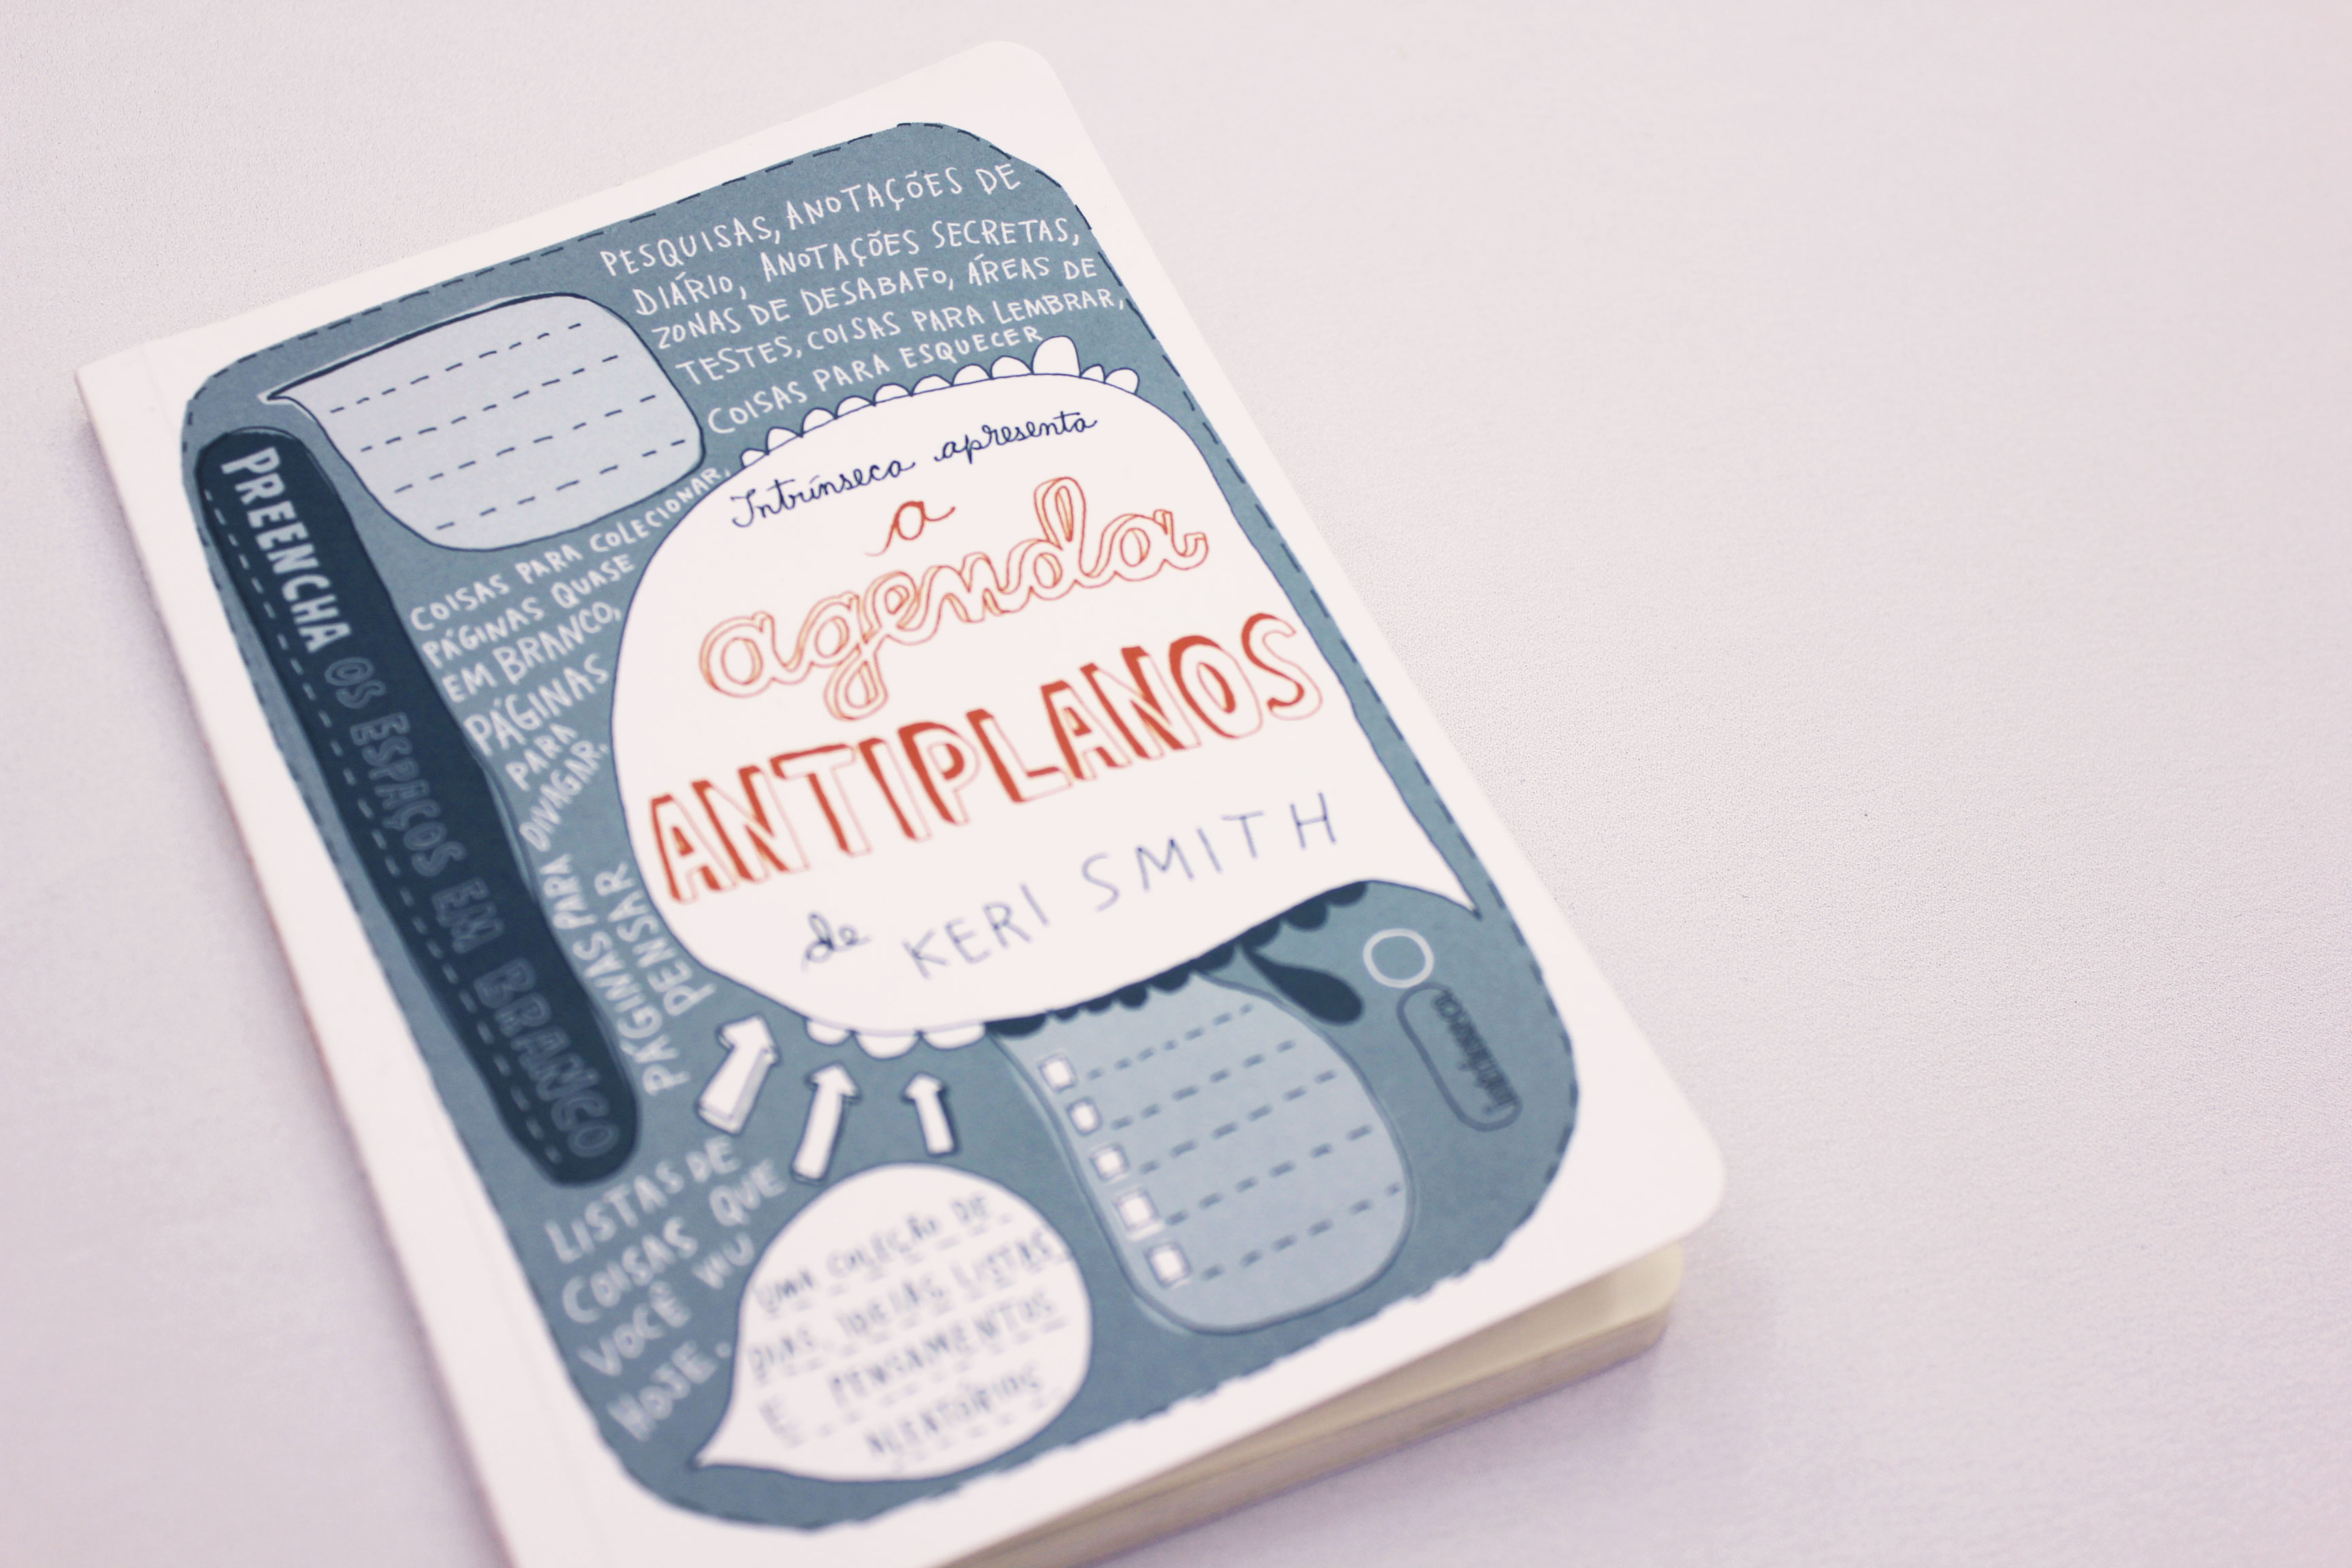 PESQUISAS, ANOTAÇÕES DE
DIÁRIO, ANOTAÇÕES SECRETAS,
ZONAS DE DESABAFO, ÁREAS DE
TESTES, COISAS PARA LEMBRAR,
COISAS PARA ESQUECER
COISAS PARA COLECIONAR,
PÁGINAS QUASE
EM BRANCO,
PÁGINAS
PARA
DIVAGAR,
PÁGINAS PARA
PENSAR
PREENCHA OS ESPAÇOS EM BRANCO
Intrínseca apresenta
a
agenda
ANTIPLANOS
de KERI SMITH
intrínseca
LISTAS DE
COISAS QUE
VOCÊ VIU
HOJE.
UMA COLEÇÃO DE
DIAS, IDEIAS, LISTAS
E PENSAMENTOS
ALEATÓRIOS